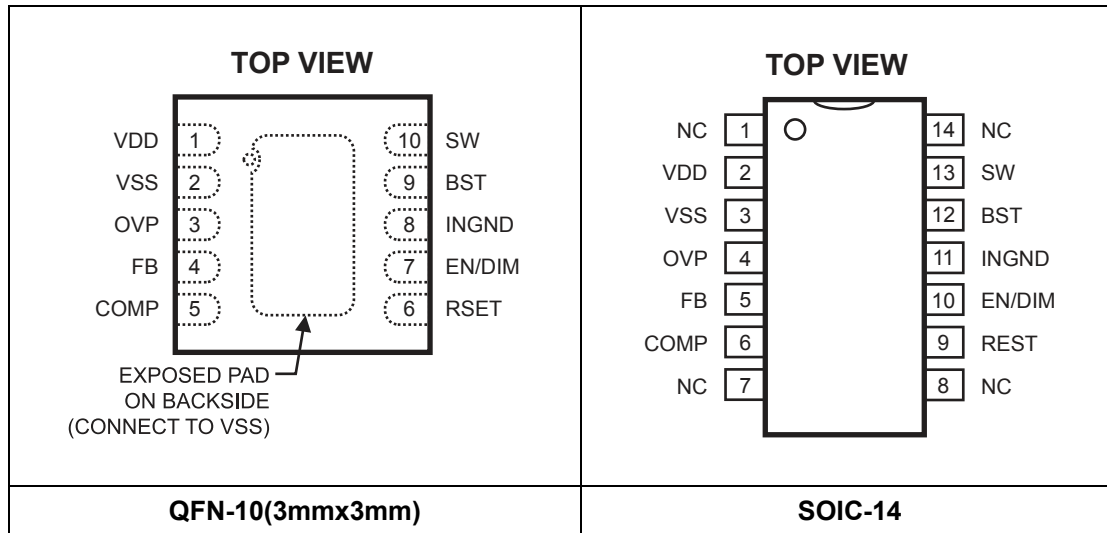 TOP VIEW
VDD 1 10 SW
VSS 2 9 BST
OVP 3 8 INGND
FB 4 7 EN/DIM
COMP 5 6 RSET
EXPOSED PAD
ON BACKSIDE
(CONNECT TO VSS)
QFN-10(3mmx3mm)
TOP VIEW
NC 1 14 NC
VDD 2 13 SW
VSS 3 12 BST
OVP 4 11 INGND
FB 5 10 EN/DIM
COMP 6 9 REST
NC 7 8 NC
SOIC-14